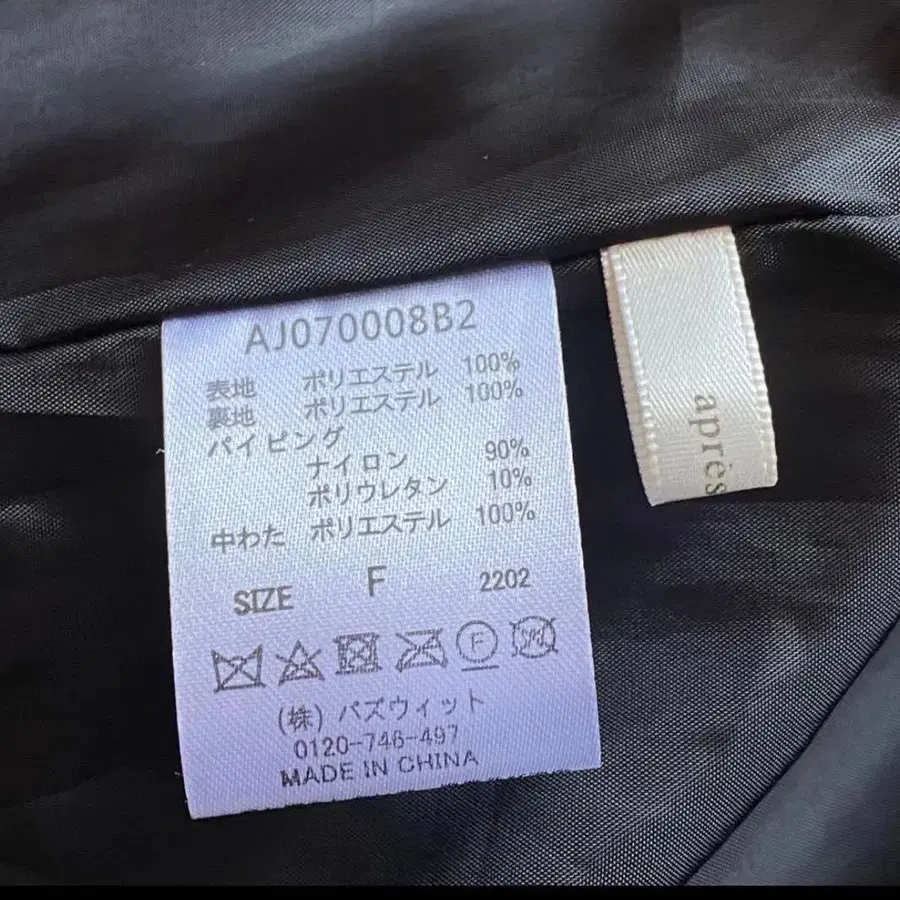 AJ070008B2
表地 ポリエステル 100%
裏地 ポリエステル 100%
パイピング
ナイロン 90%
ポリウレタン 10%
中わた ポリエステル 100%
SIZE F 2202
F
(株) パズウィット
0120-746-497
MADE IN CHINA
après